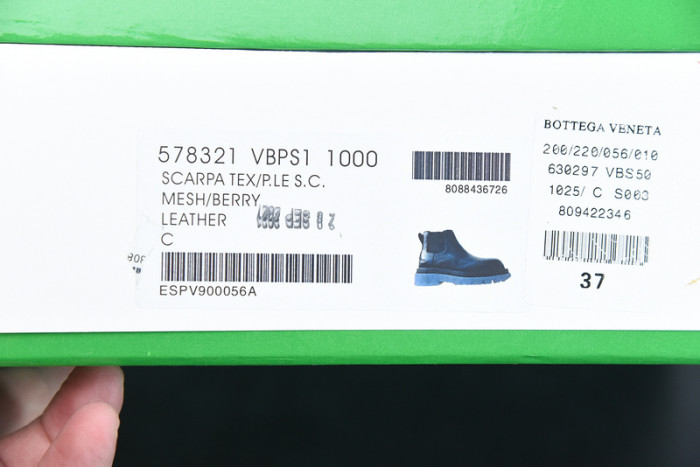 578321 VBPS1 1000
SCARPA TEX/P.LE S.C.
MESH/BERRY
LEATHER
C
ESPV900056A
8088436726
BOTTEGA VENETA
200/220/056/010
630297 VBS50
1025/ C S003
809422346
37